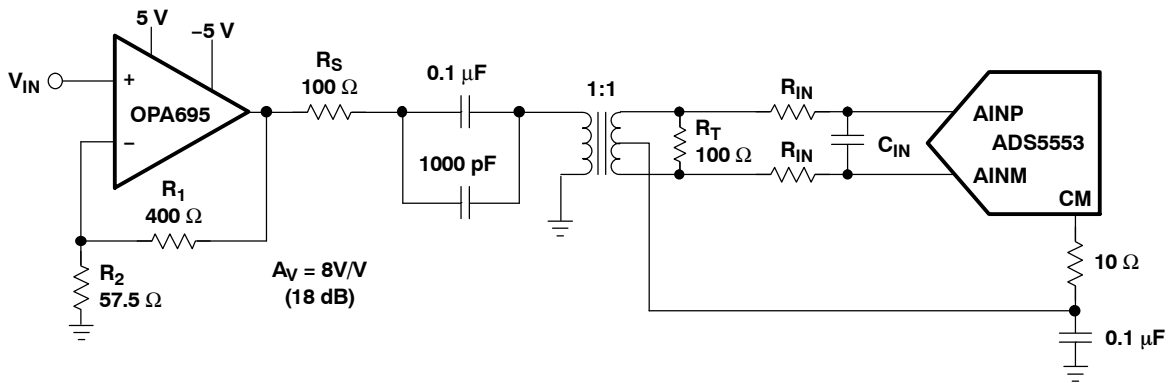 5 V
−5 V
V_IN
+
−
OPA695
R_S
100 Ω
0.1 μF
1000 pF
1:1
R_T
100 Ω
R_IN
R_IN
C_IN
AINP
ADS5553
AINM
CM
R_1
400 Ω
R_2
57.5 Ω
A_V = 8V/V
(18 dB)
10 Ω
0.1 μF